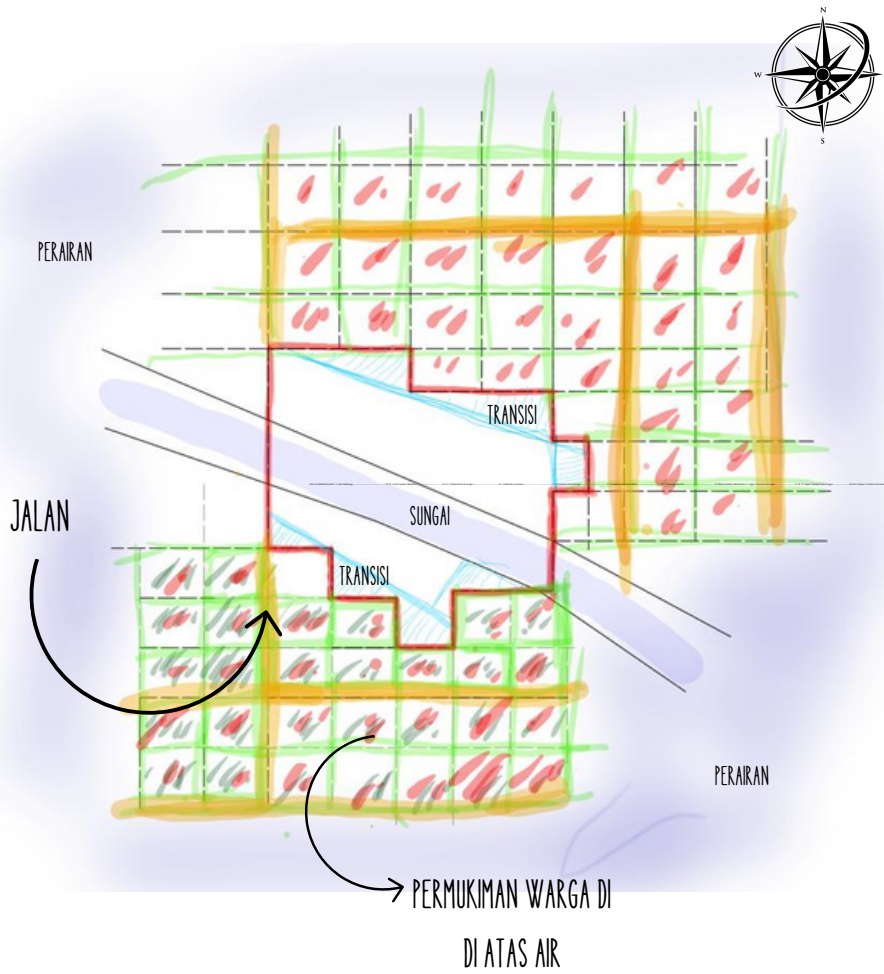 N
W
S
PERAIRAN
TRANSISI
JALAN
SUNGAI
TRANSISI
PERAIRAN
PERMUKIMAN WARGA DI
DI ATAS AIR